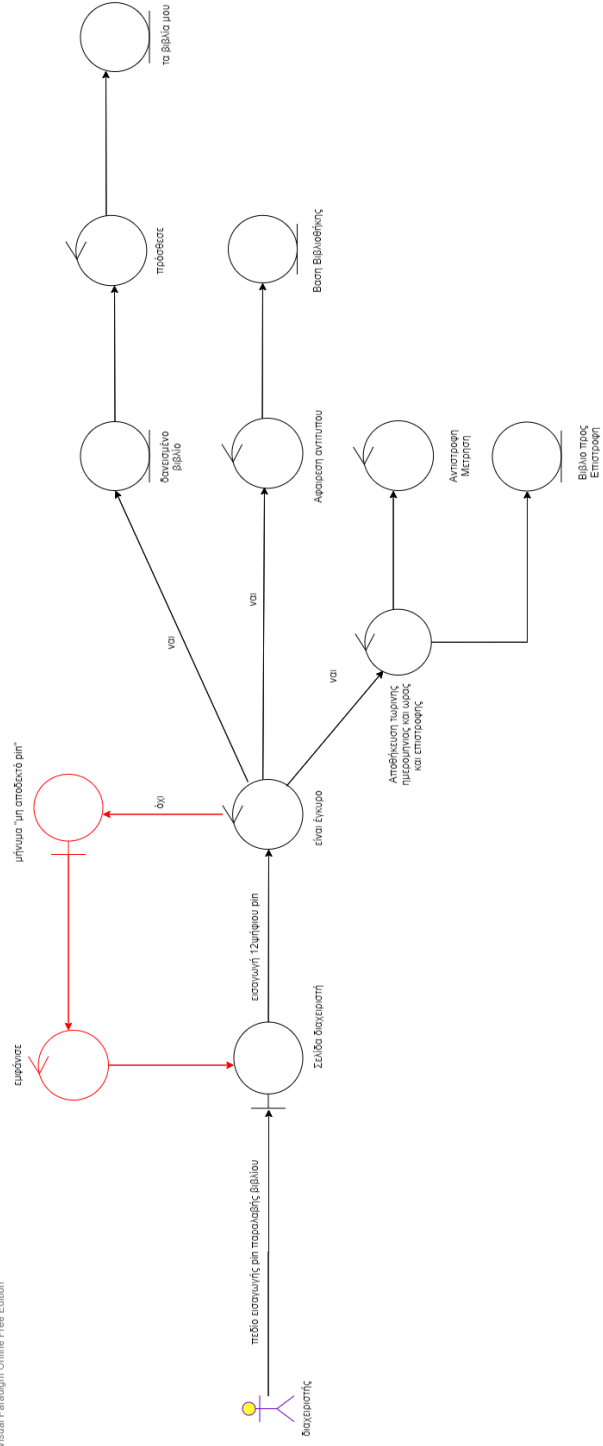 Visual Paradigm Online Free Edition
διαχειριστής
πεδίο εισαγωγής pin παραλαβής βιβλίου
Σελίδα διαχειριστή
εμφάνισε
μήνυμα "μη αποδεκτό pin"
εισαγωγή 12ψήφιου pin
είναι έγκυρο
όχι
ναι
ναι
ναι
δανεισμένο
βιβλίο
πρόσθεσε
τα βιβλία μου
Αφαιρεση αντιτυπου
Βαση Βιβλιοθήκης
Αποθήκευση τωρινης
ημερομηνιας και ωρας
και επιστροφης
Αντιστροφη
Μετρηση
Βιβλιο προς
Επιστροφη